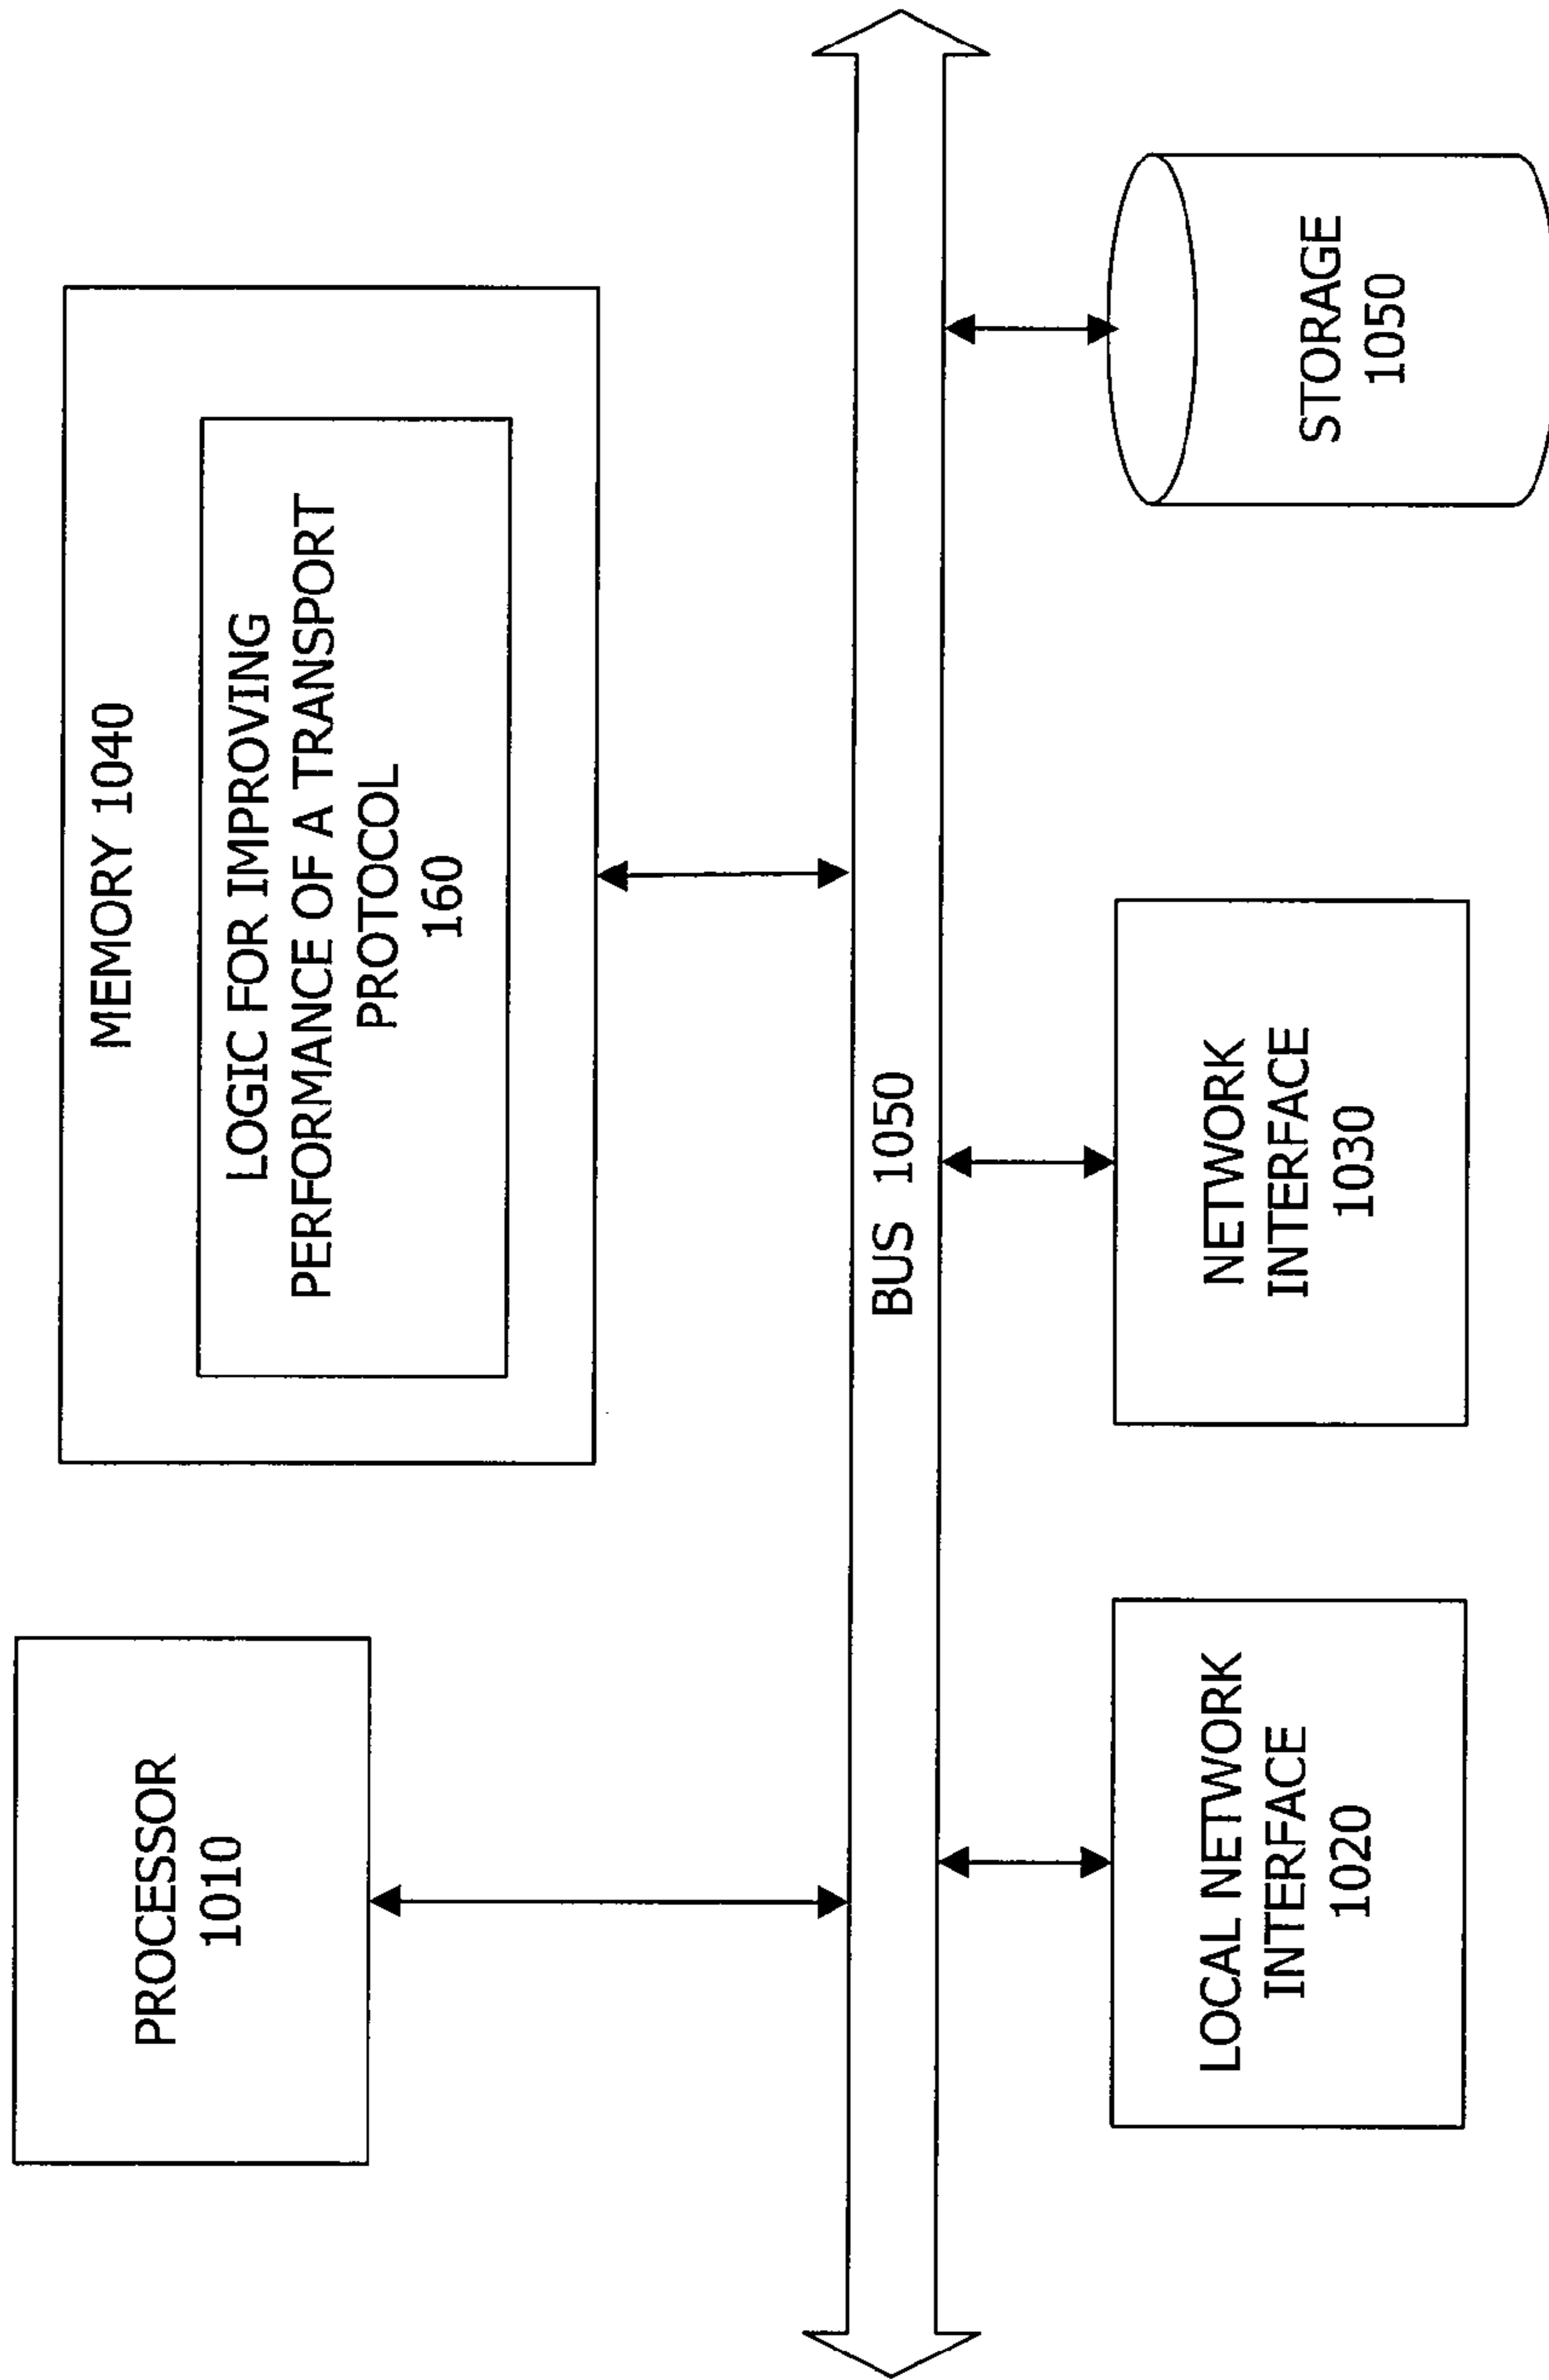 PROCESSOR
1010
MEMORY 1040
LOGIC FOR IMPROVING
PERFORMANCE OF A TRANSPORT
PROTOCOL
160
BUS 1050
LOCAL NETWORK
INTERFACE
1020
NETWORK
INTERFACE
1030
STORAGE
1050